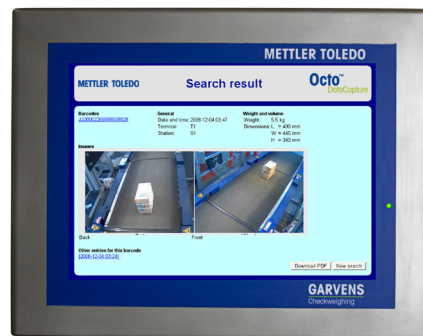 METTLER TOLEDO
METTLER TOLEDO
Search result
Octo™
DataCapture
Barcodes
General
Date and time: 2008-12-04 03:47
Terminal: T1
Station: S1
Weight and volume
Weight: 5.5 kg
Dimensions: L = 490 mm
W = 445 mm
H = 340 mm
Images
Back
Front
Other entries for this barcode
[2008-12-04 03:24]
Download PDF
New search
GARVENS
Checkweighing